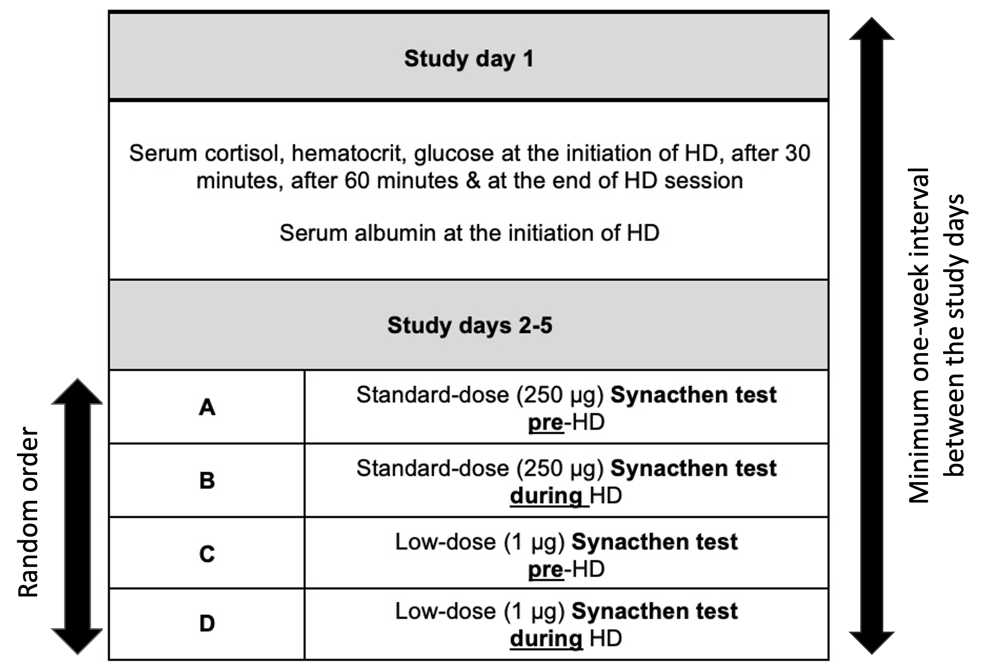 Study day 1
Serum cortisol, hematocrit, glucose at the initiation of HD, after 30
minutes, after 60 minutes & at the end of HD session
Serum albumin at the initiation of HD
Study days 2-5
A
Standard-dose (250 µg) Synacthen test
pre-HD
B
Standard-dose (250 µg) Synacthen test
during HD
C
Low-dose (1 µg) Synacthen test
pre-HD
D
Low-dose (1 µg) Synacthen test
during HD
Random order
Minimum one-week interval
between the study days